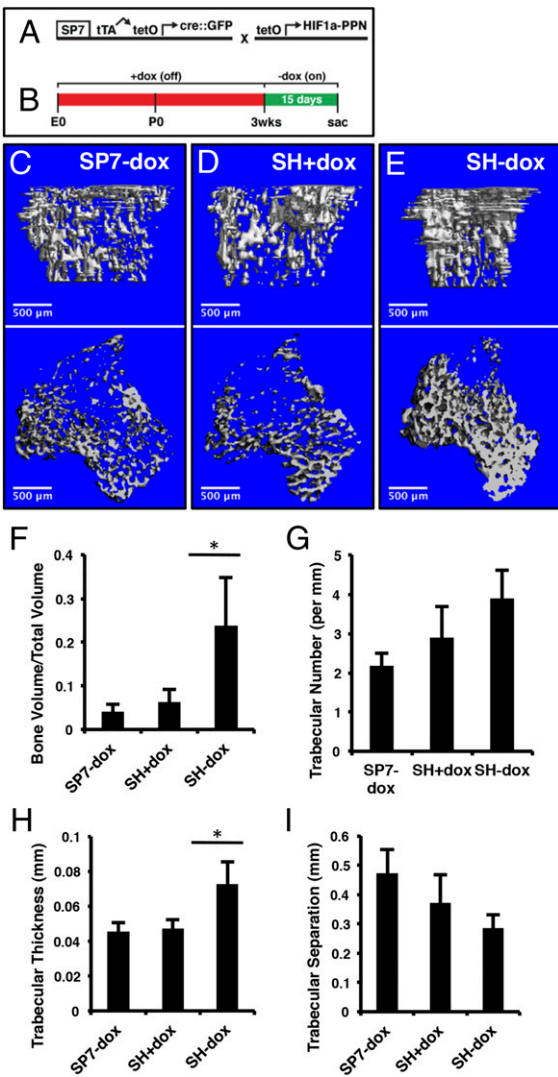 A
SP7 tTA tetO cre::GFP x tetO HIF1a-PPN
B
+dox (off) -dox (on)
15 days
E0 P0 3wks sac
C SP7-dox
D SH+dox
E SH-dox
500 µm 500 µm 500 µm
500 µm 500 µm 500 µm
F
Bone Volume/Total Volume
0.4
0.3
0.2
0.1
0
*
SP7-dox SH+dox SH-dox
G
Trabecular Number (per mm)
5
4
3
2
1
0
SP7-
dox SH+dox SH-dox
H
Trabecular Thickness (mm)
0.1
0.08
0.06
0.04
0.02
0
*
SP7-dox SH+dox SH-dox
I
Trabecular Separation (mm)
0.6
0.5
0.4
0.3
0.2
0.1
0
SP7-dox SH+dox SH-dox